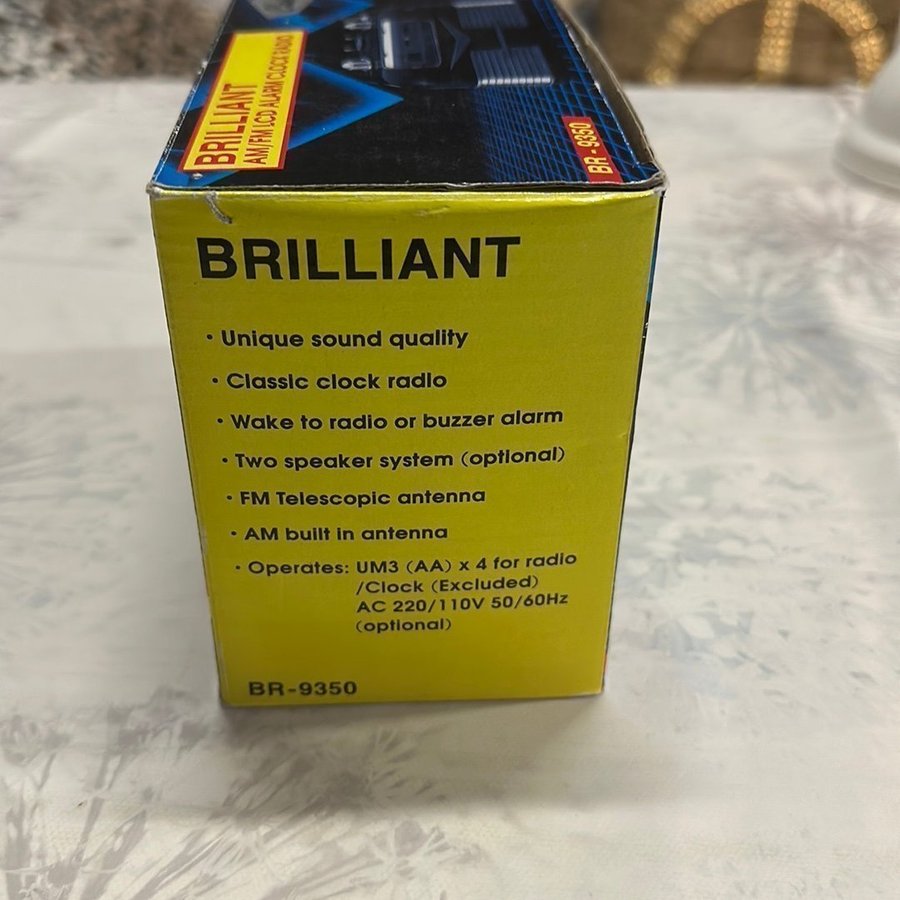 BRILLIANT
AM/FM LCD ALARM CLOCK RADIO
BR - 9350
BRILLIANT
• Unique sound quality
• Classic clock radio
• Wake to radio or buzzer alarm
• Two speaker system (optional)
• FM Telescopic antenna
• AM built in antenna
• Operates: UM3 (AA) x 4 for radio
/Clock (Excluded)
AC 220/110V 50/60Hz
(optional)
BR-9350